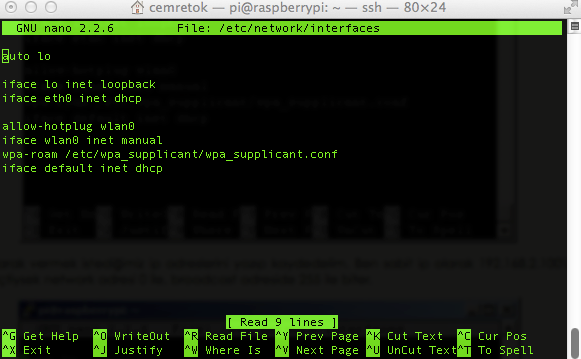 cemretok — pi@raspberrypi: ~ — ssh — 80×24
GNU nano 2.2.6 File: /etc/network/interfaces
auto lo
iface lo inet loopback
iface eth0 inet dhcp
allow-hotplug wlan0
iface wlan0 inet manual
wpa-roam /etc/wpa_supplicant/wpa_supplicant.conf
iface default inet dhcp
[ Read 9 lines ]
^G Get Help ^O WriteOut ^R Read File ^Y Prev Page ^K Cut Text ^C Cur Pos
^X Exit ^J Justify ^W Where Is ^V Next Page ^U UnCut Text ^T To Spell